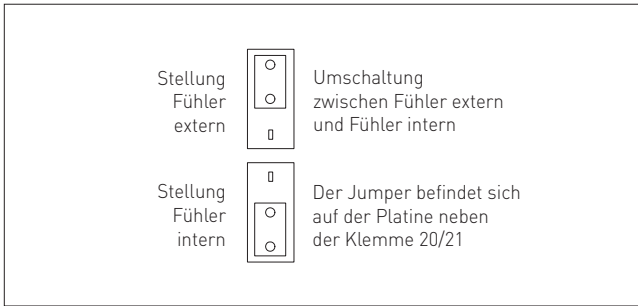 Stellung
Fühler
extern
Umschaltung
zwischen Fühler extern
und Fühler intern
Stellung
Fühler
intern
Der Jumper befindet sich
auf der Platine neben
der Klemme 20/21